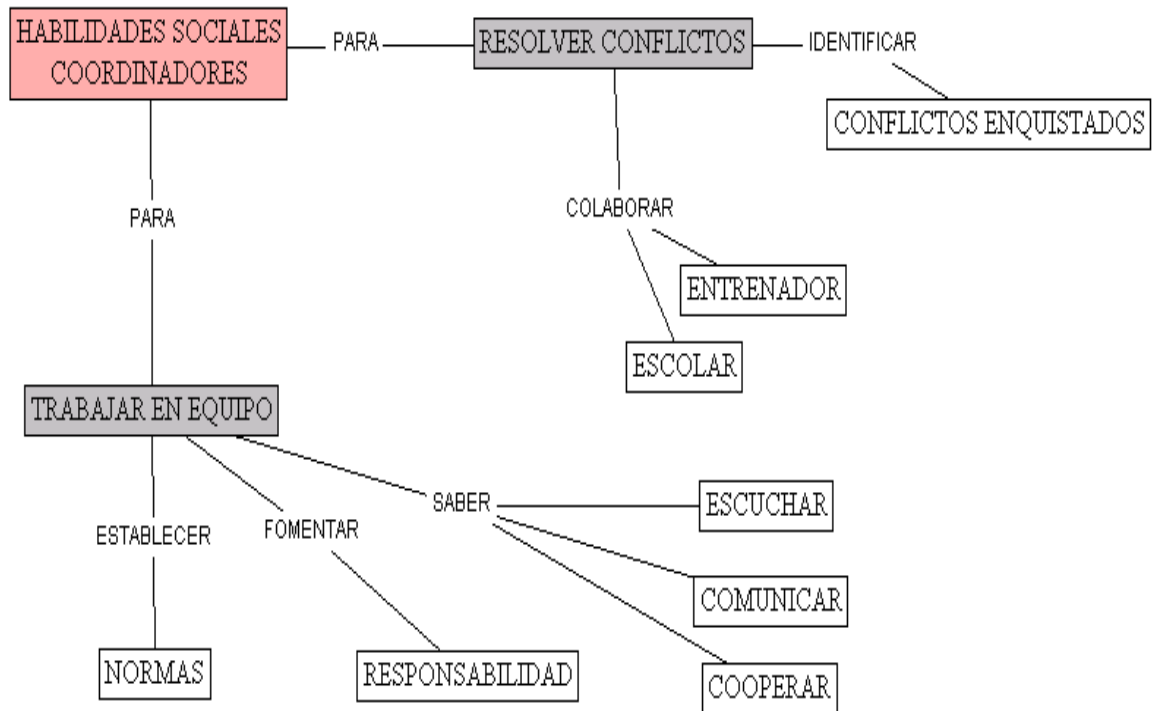 HABILIDADES SOCIALES
COORDINADORES
PARA
RESOLVER CONFLICTOS
IDENTIFICAR
CONFLICTOS ENQUISTADOS
COLABORAR
ENTRENADOR
ESCOLAR
PARA
TRABAJAR EN EQUIPO
ESTABLECER
NORMAS
FOMENTAR
RESPONSABILIDAD
SABER
ESCUCHAR
COMUNICAR
COOPERAR